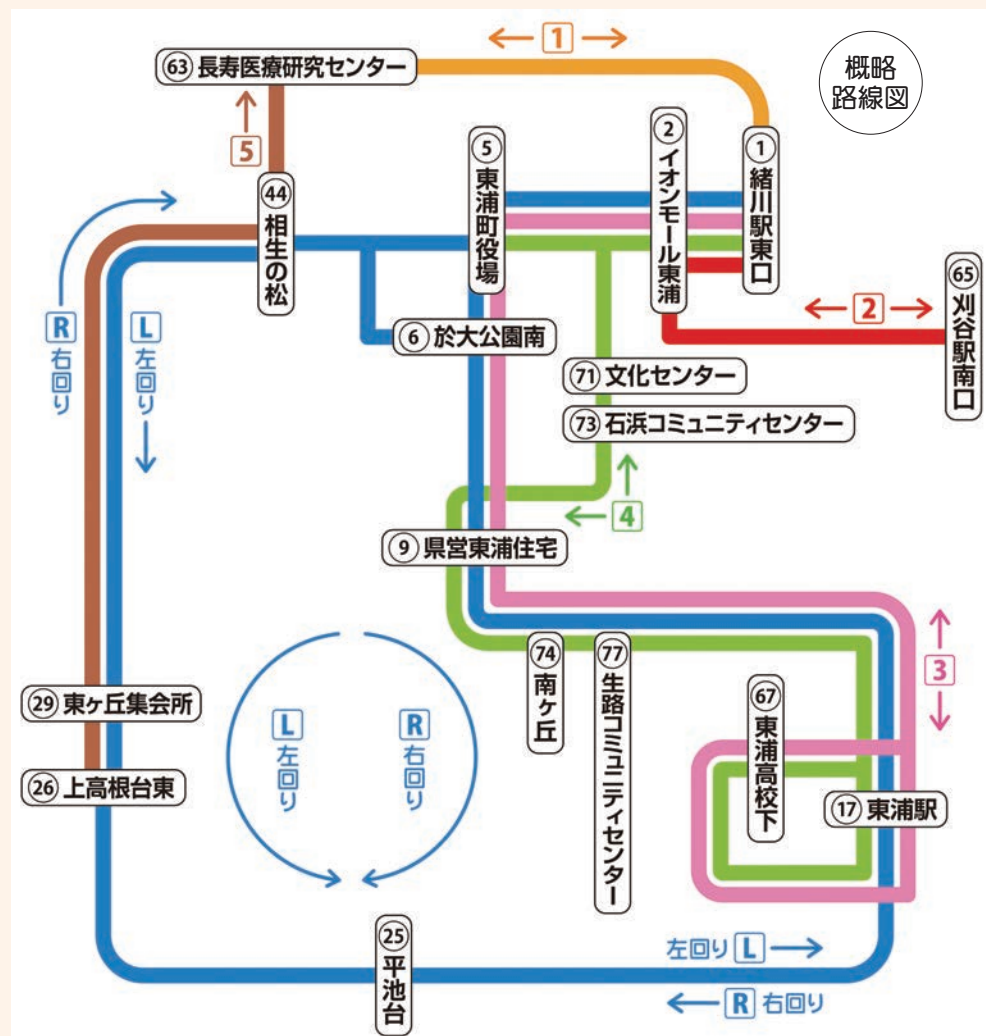 概略
路線図
1
63 長寿医療研究センター
5
44 相生の松
5 東浦町役場
2 イオンモール東浦
1 緒川駅東口
65 刈谷駅南口
2
R 右回り
L 左回り
6 於大公園南
71 文化センター
73 石浜コミュニティセンター
4
9 県営東浦住宅
74 南ヶ丘
77 生路コミュニティセンター
67 東浦高校下
3
29 東ヶ丘集会所
26 上高根台東
L 左回り
R 右回り
17 東浦駅
25 平池台
左回り L
R 右回り